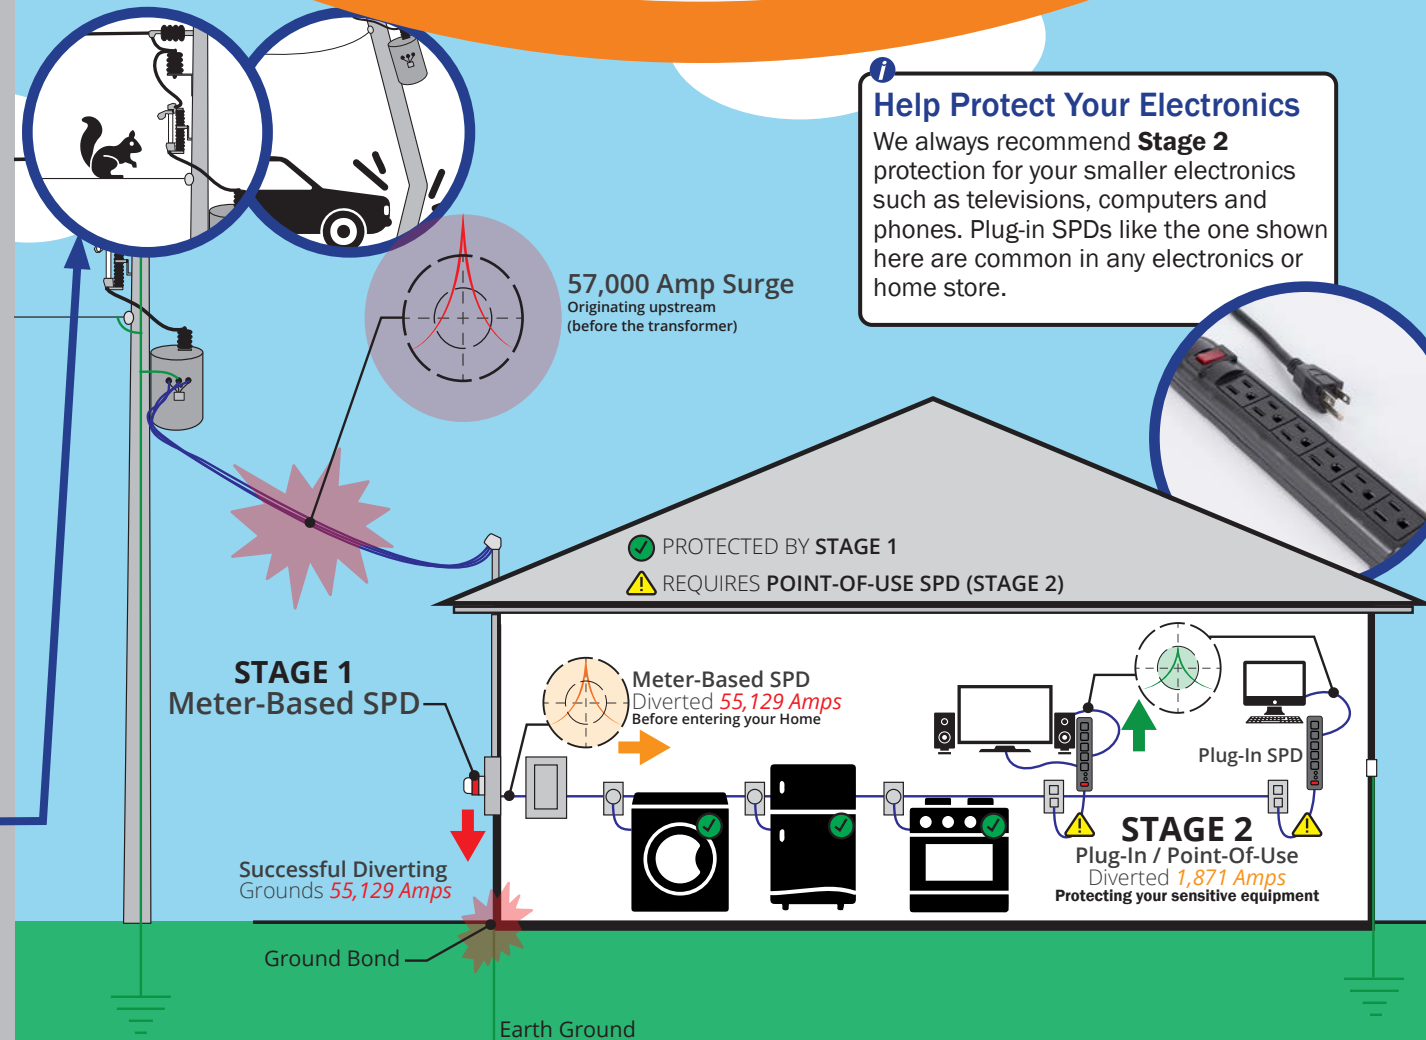 i
Help Protect Your Electronics
We always recommend Stage 2
protection for your smaller electronics
such as televisions, computers and
phones. Plug-in SPDs like the one shown
here are common in any electronics or
home store.
57,000 Amp Surge
Originating upstream
(before the transformer)
PROTECTED BY STAGE 1
! REQUIRES POINT-OF-USE SPD (STAGE 2)
STAGE 1
Meter-Based SPD
Meter-Based SPD
Diverted 55,129 Amps
Before entering your Home
Plug-In SPD
!
!
STAGE 2
Plug-In / Point-Of-Use
Diverted 1,871 Amps
Protecting your sensitive equipment
Successful Diverting
Grounds 55,129 Amps
Ground Bond
Earth Ground